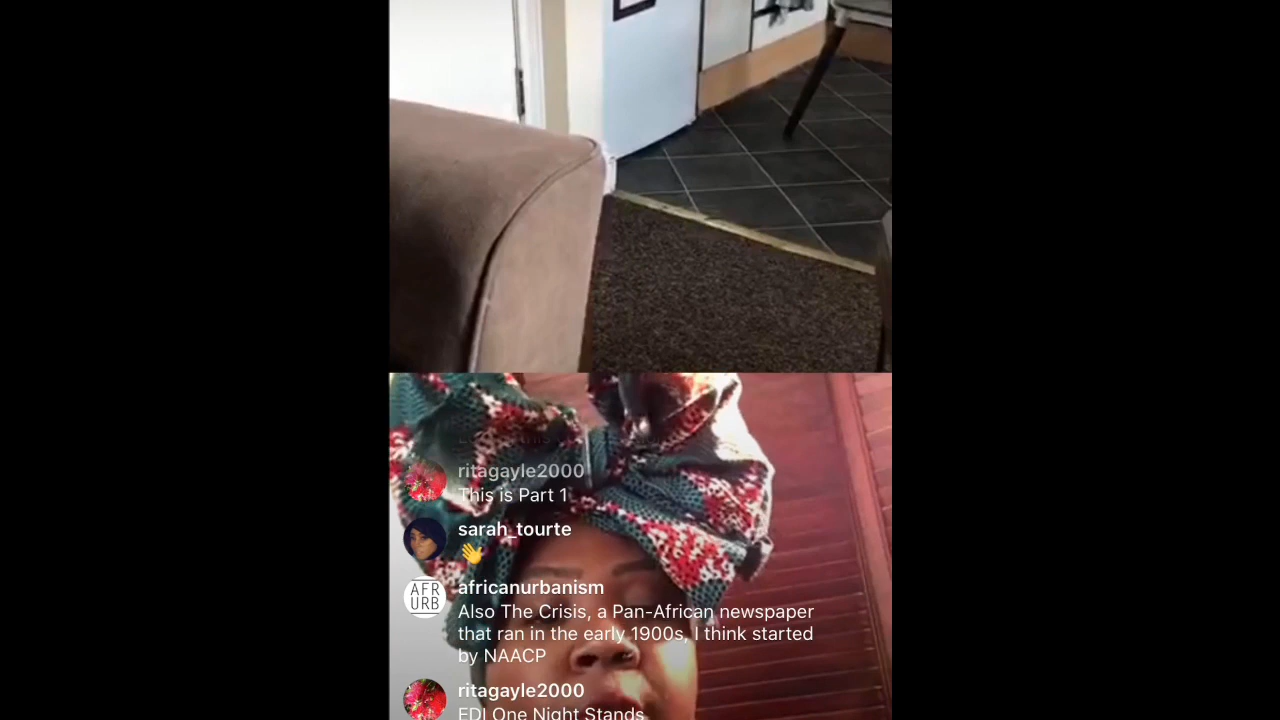 ritagayle2000
This is Part 1
sarah_tourte
👋
AFR
URB
africanurbanism
Also The Crisis, a Pan-African newspaper
that ran in the early 1900s, I think started
by NAACP
ritagayle2000
EDI One Night Stands